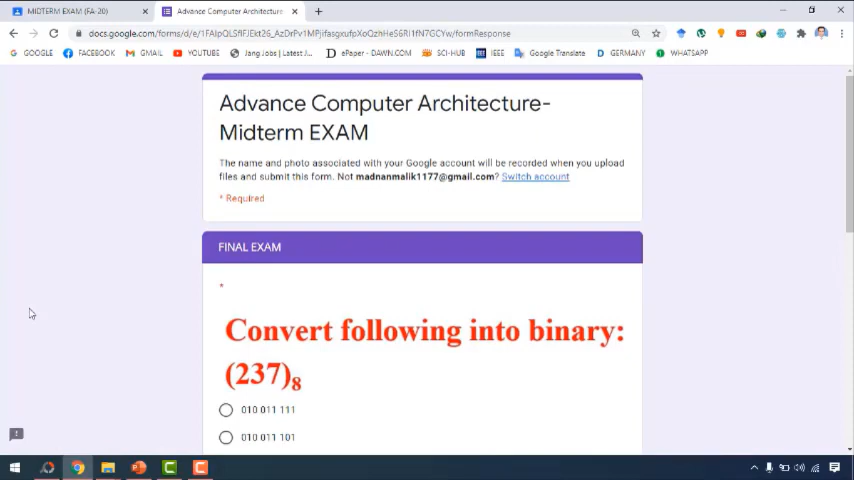 MIDTERM EXAM (FA-20)
Advance Computer Architecture-
docs.google.com/forms/d/e/1FAIpQLSflFJEkt26_AzDrPv1MPjifasgxufpXoQzhHeS6RI1fN7GCYw/formResponse
GOOGLE
FACEBOOK
GMAIL
YOUTUBE
Jang Jobs | Latest J...
ePaper - DAWN.COM
SCI-HUB
IEEE
Google Translate
GERMANY
WHATSAPP
Advance Computer Architecture-
Midterm EXAM
The name and photo associated with your Google account will be recorded when you upload
files and submit this form. Not madnanmalik1177@gmail.com? Switch account
* Required
FINAL EXAM
*
Convert following into binary:
(237)₈
010 011 111
010 011 101